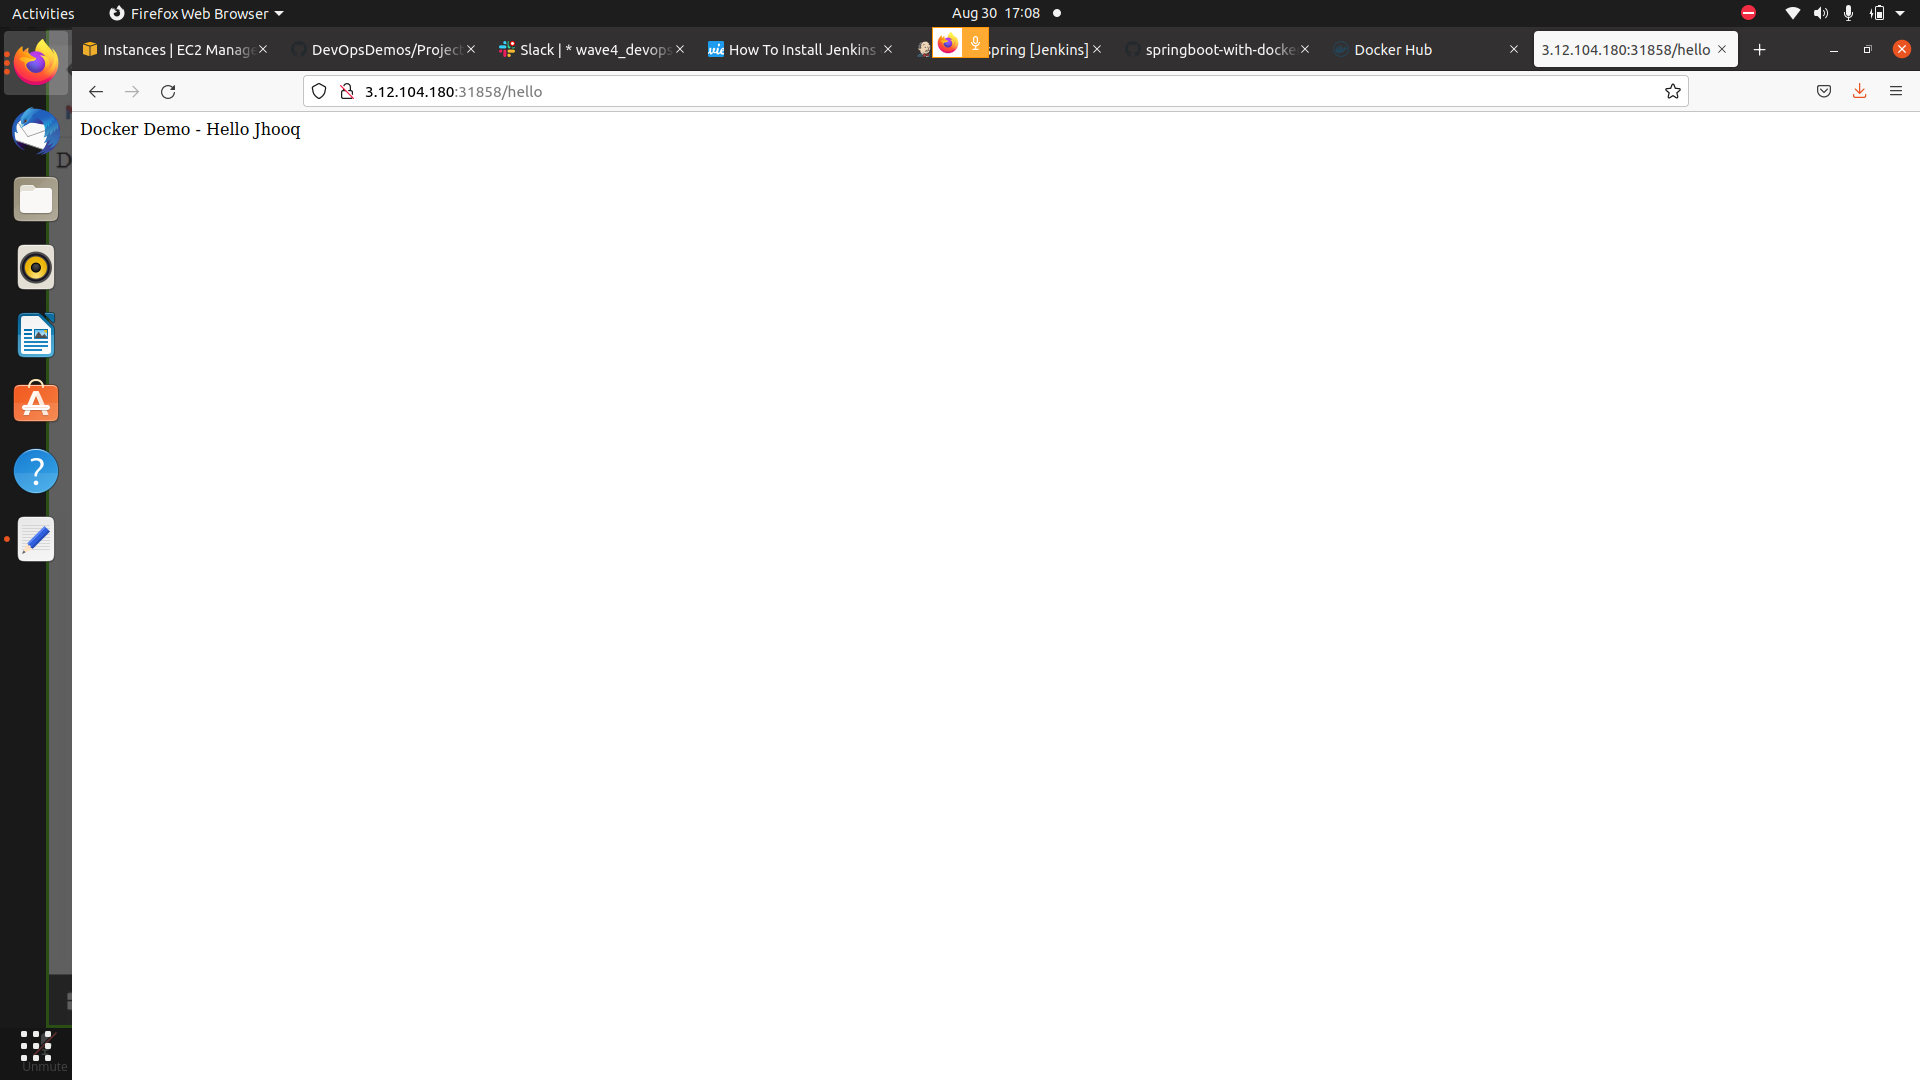 Activities
Firefox Web Browser
Aug 30 17:08
Instances | EC2 Manage
DevOpsDemos/Project
Slack | * wave4_devops
How To Install Jenkins
spring [Jenkins]
springboot-with-docke
Docker Hub
3.12.104.180:31858/hello
3.12.104.180:31858/hello
Docker Demo - Hello Jhooq
D
Unmute